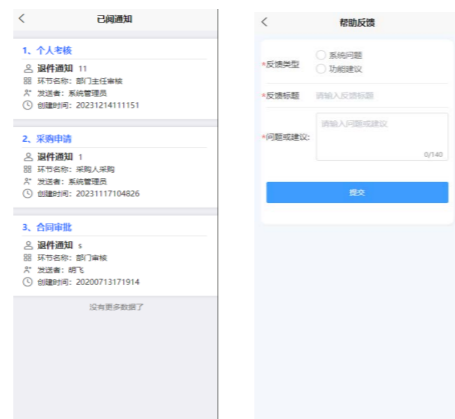 已阅通知
1、个人考核
退件通知 11
环节名称：部门主任审核
发送者：系统管理员
创建时间：20231214111151
2、采购申请
退件通知 1
环节名称：采购人采购
发送者：系统管理员
创建时间：20231117104826
3、合同审批
退件通知 s
环节名称：部门审核
发送者：胡飞
创建时间：20200713171914
没有更多数据了
帮助反馈
*反馈类型
系统问题
功能建议
*反馈标题 请输入反馈标题
*问题或建议: 请输入问题或建议
0/140
提交